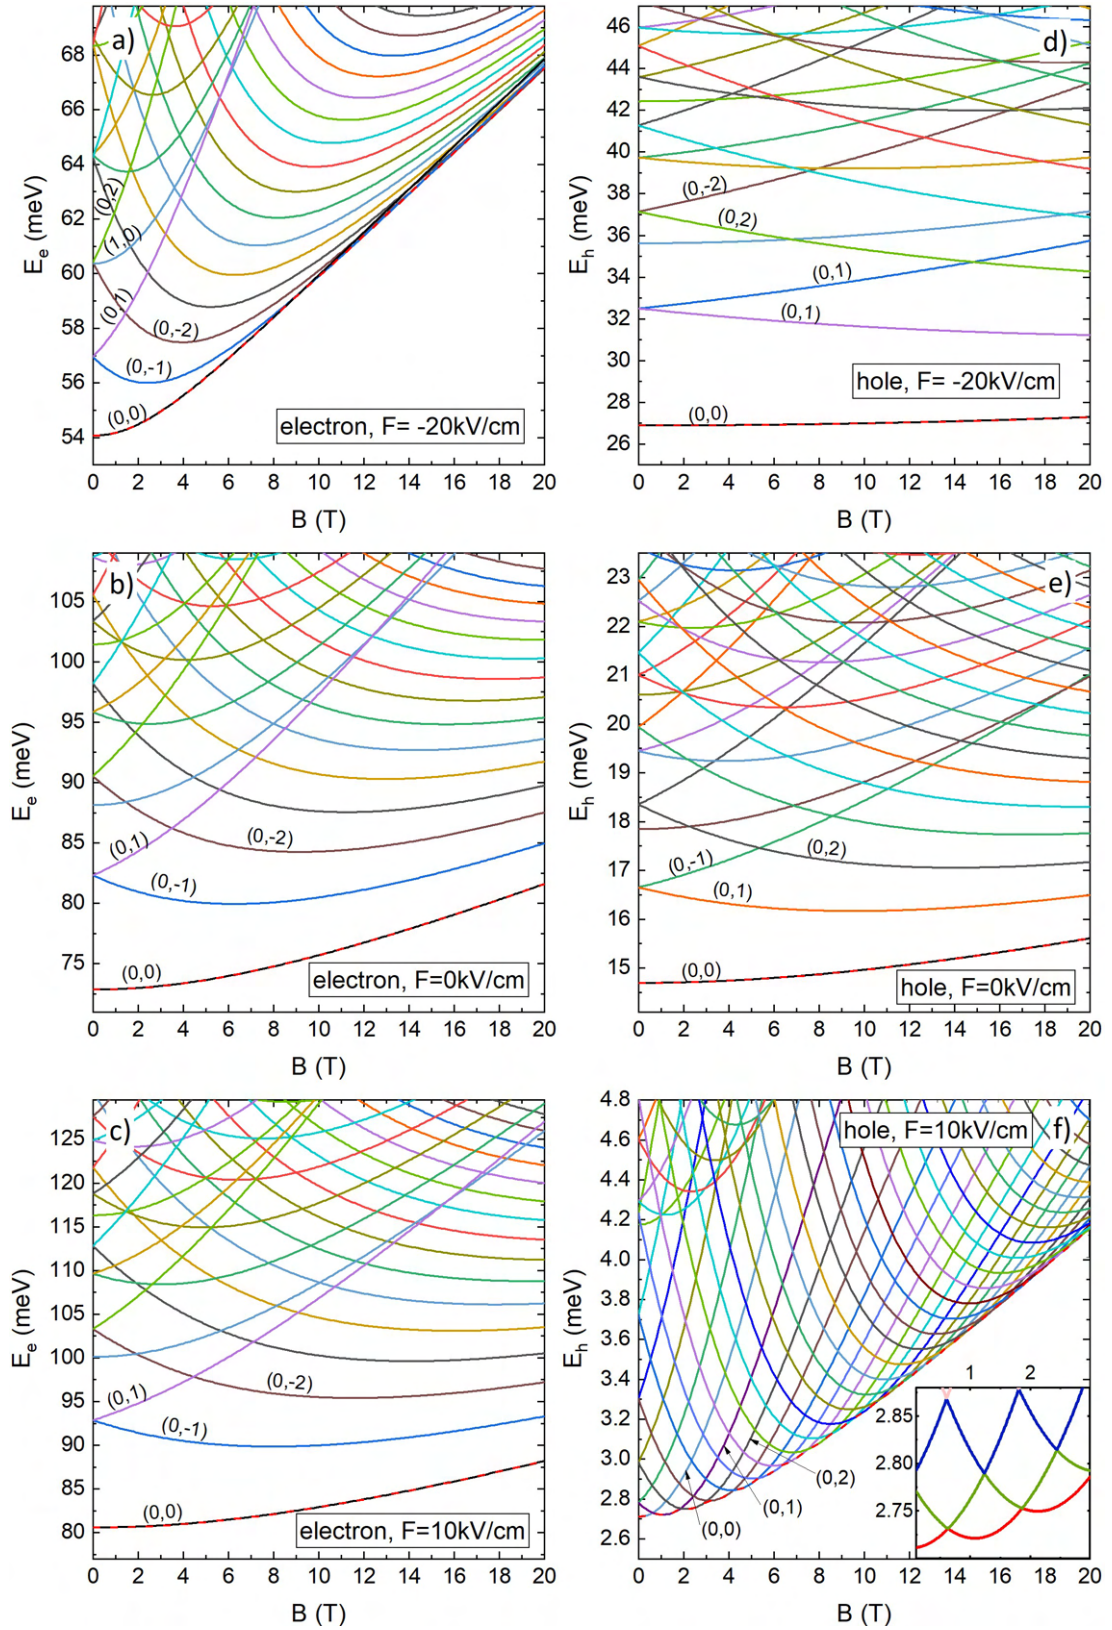 a)
E_e (meV)
68
66
64
62
60
58
56
54
(0,2)
(1,0)
(0,1)
(0,-2)
(0,-1)
(0,0)
electron, F= -20kV/cm
0 2 4 6 8 10 12 14 16 18 20
B (T)
d)
E_h (meV)
46
44
42
40
38
36
34
32
30
28
26
(0,-2)
(0,2)
(0,1)
(0,1)
hole, F= -20kV/cm
(0,0)
0 2 4 6 8 10 12 14 16 18 20
B (T)
b)
E_e (meV)
105
100
95
90
85
80
75
(0,1)
(0,-2)
(0,-1)
(0,0)
electron, F=0kV/cm
0 2 4 6 8 10 12 14 16 18 20
B (T)
e)
E_h (meV)
23
22
21
20
19
18
17
16
15
(0,-1)
(0,2)
(0,1)
(0,0)
hole, F=0kV/cm
0 2 4 6 8 10 12 14 16 18 20
B (T)
c)
E_e (meV)
125
120
115
110
105
100
95
90
85
80
(0,1)
(0,-2)
(0,-1)
(0,0)
electron, F=10kV/cm
0 2 4 6 8 10 12 14 16 18 20
B (T)
f)
hole, F=10kV/cm
E_h (meV)
4.8
4.6
4.4
4.2
4.0
3.8
3.6
3.4
3.2
3.0
2.8
2.6
(0,2)
(0,1)
(0,0)
1 2
2.85
2.80
2.75
0 2 4 6 8 10 12 14 16 18 20
B (T)